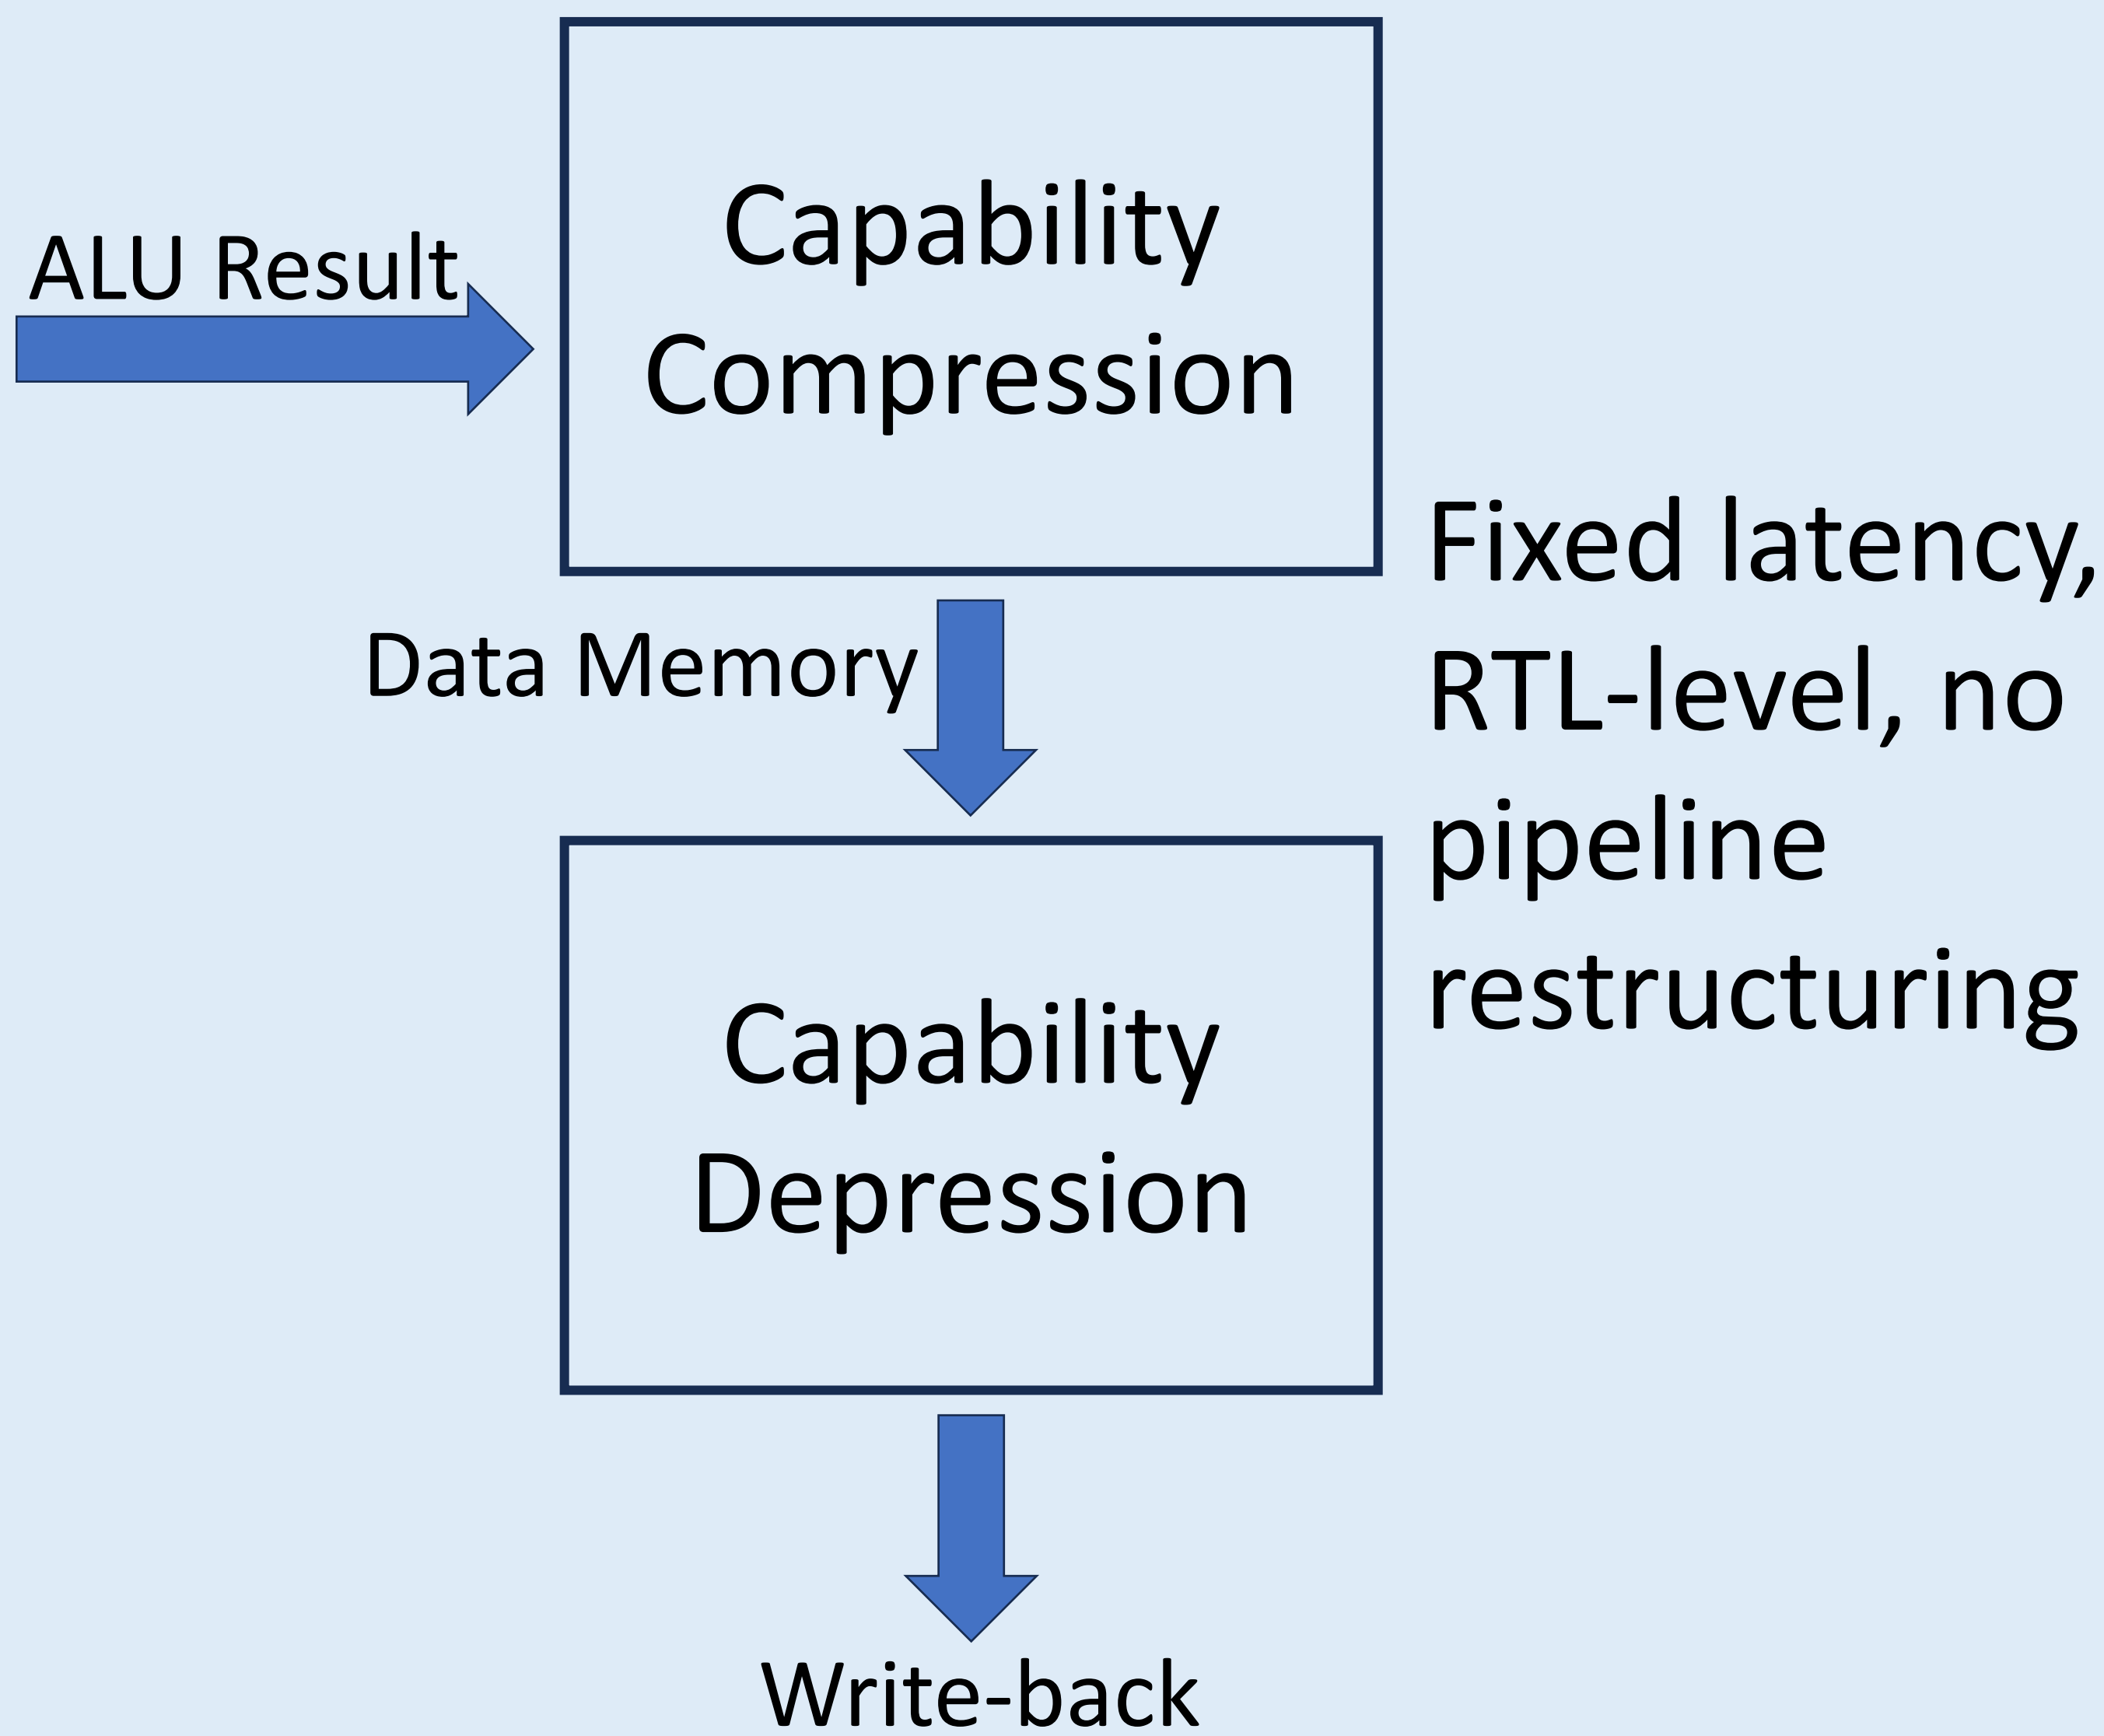 ALU Result
Capability
Compression
Data Memory
Fixed latency,
RTL-level, no
pipeline
restructuring
Capability
Depression
Write-back